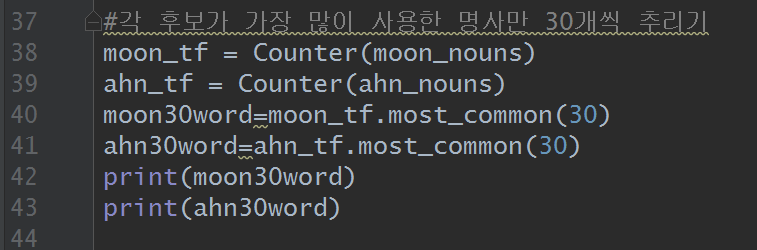 37 #각 후보가 가장 많이 사용한 명사만 30개씩 추리기
38 moon_tf = Counter(moon_nouns)
39 ahn_tf = Counter(ahn_nouns)
40 moon30word=moon_tf.most_common(30)
41 ahn30word=ahn_tf.most_common(30)
42 print(moon30word)
43 print(ahn30word)
44